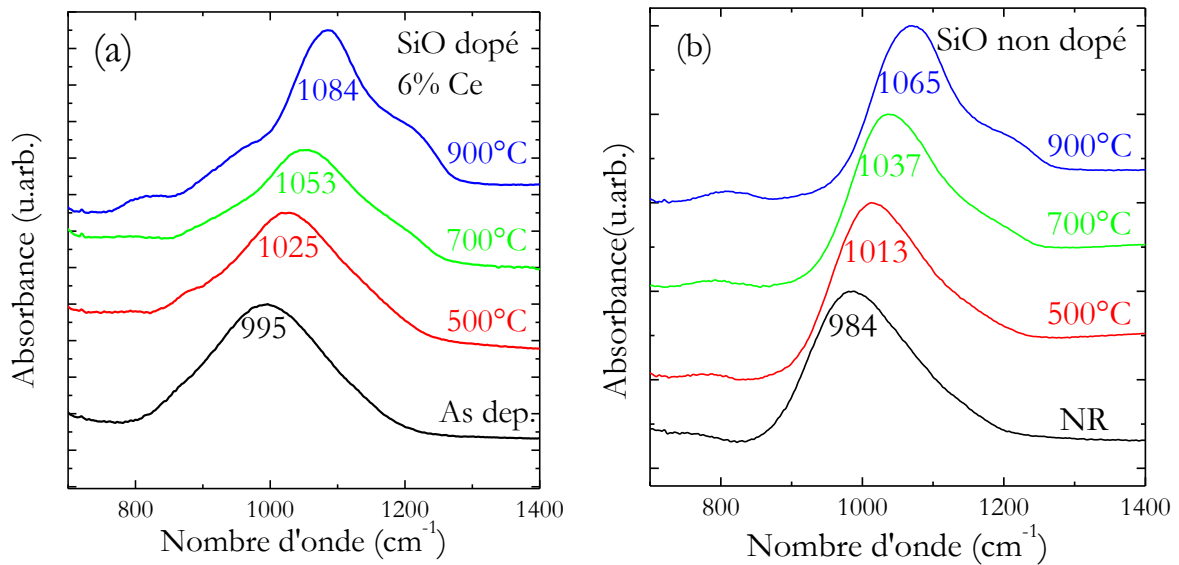 (a)
SiO dopé
6% Ce
1084
900°C
1053
700°C
1025
500°C
995
As dep.
Absorbance (u.arb.)
800 1000 1200 1400
Nombre d'onde (cm-1)
(b)
SiO non dopé
1065
900°C
1037
700°C
1013
500°C
984
NR
Absorbance(u.arb.)
800 1000 1200 1400
Nombre d'onde (cm-1)